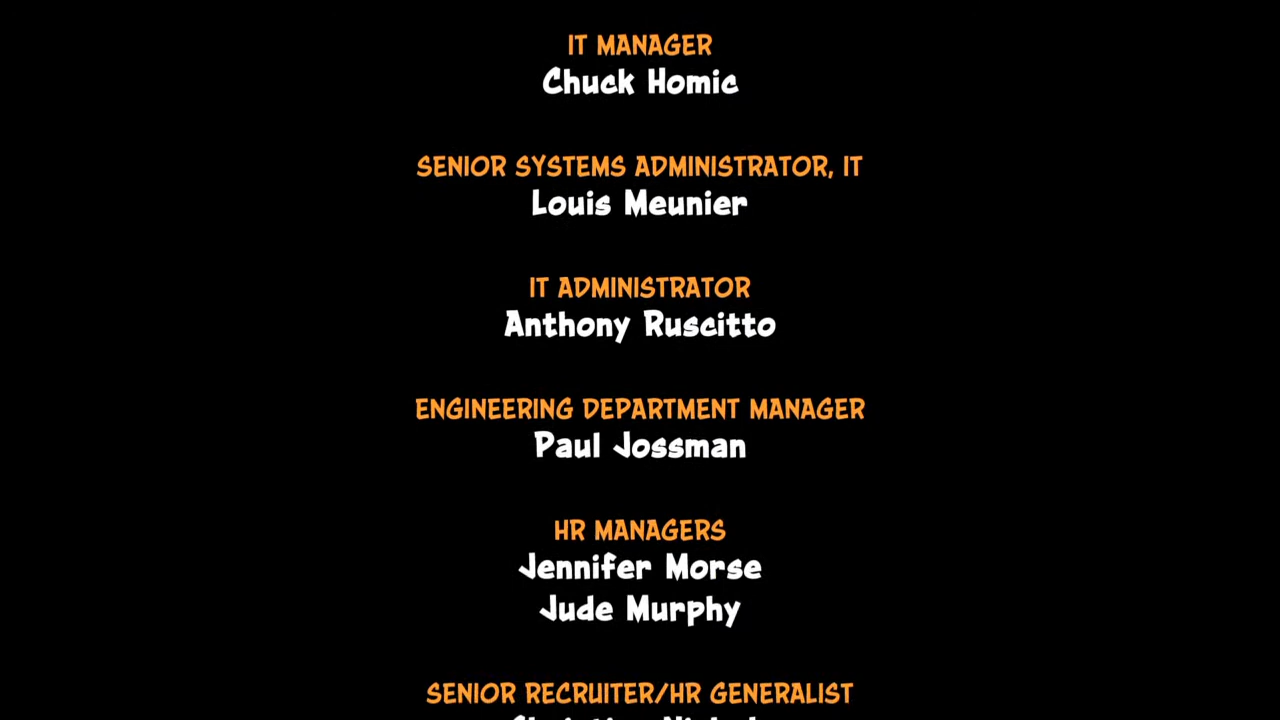 IT MANAGER
Chuck Homic
SENIOR SYSTEMS ADMINISTRATOR, IT
Louis Meunier
IT ADMINISTRATOR
Anthony Ruscitto
ENGINEERING DEPARTMENT MANAGER
Paul Jossman
HR MANAGERS
Jennifer Morse
Jude Murphy
SENIOR RECRUITER/HR GENERALIST